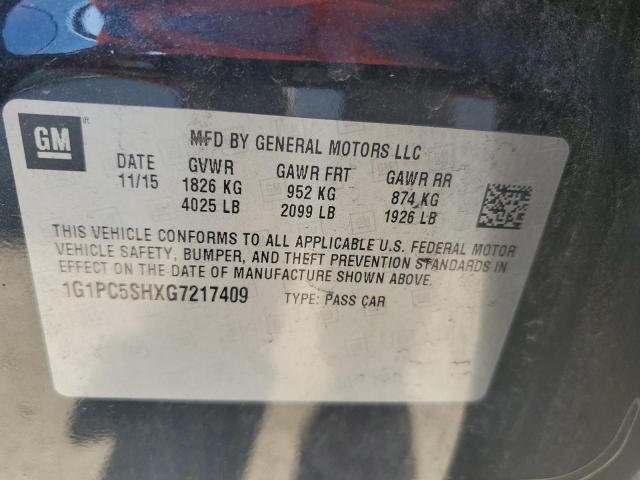 GM
MFD BY GENERAL MOTORS LLC
DATE GVWR GAWR FRT GAWR RR
11/15 1826 KG 952 KG 874 KG
4025 LB 2099 LB 1926 LB
THIS VEHICLE CONFORMS TO ALL APPLICABLE U.S. FEDERAL MOTOR
VEHICLE SAFETY, BUMPER, AND THEFT PREVENTION STANDARDS IN
EFFECT ON THE DATE OF MANUFACTURE SHOWN ABOVE.
1G1PC5SHXG7217409 TYPE: PASS CAR